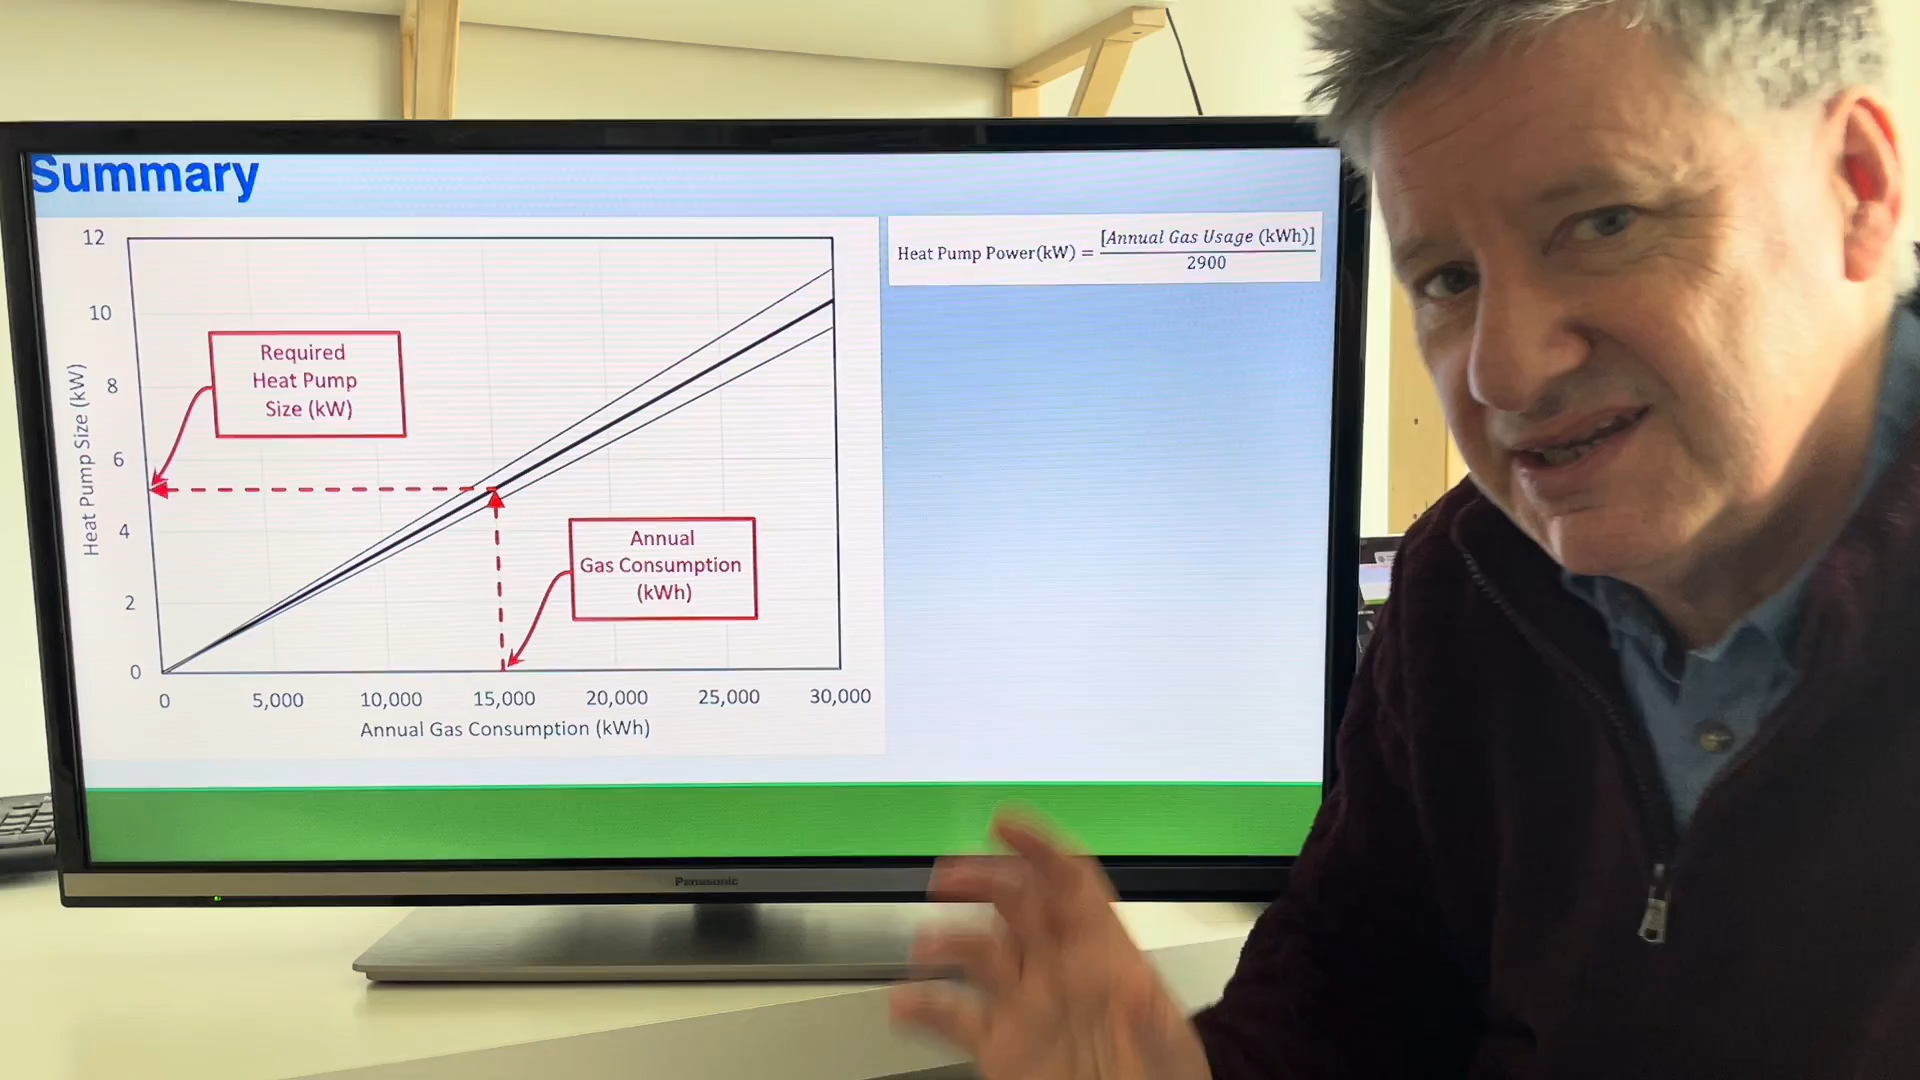 Summary
Heat Pump Power(kW) = [Annual Gas Usage (kWh)]
2900
12
10
8
6
4
2
0
Heat Pump Size (kW)
Required
Heat Pump
Size (kW)
Annual
Gas Consumption
(kWh)
0 5,000 10,000 15,000 20,000 25,000 30,000
Annual Gas Consumption (kWh)
Panasonic